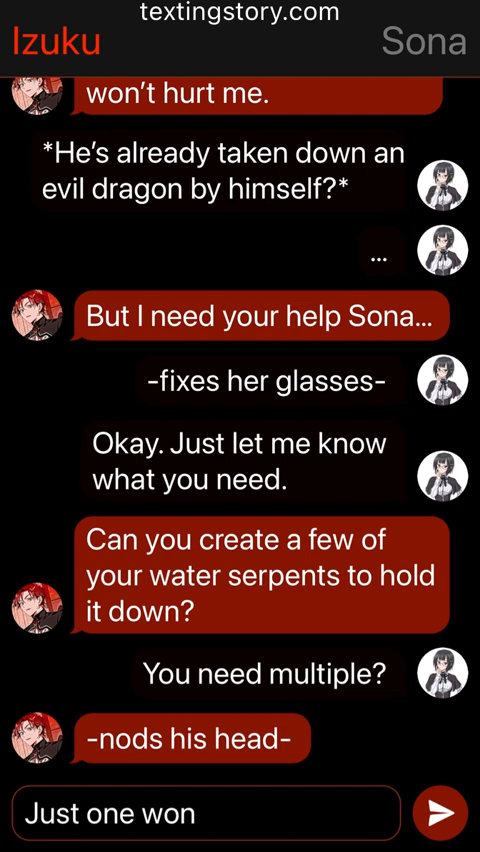 textingstory.com
Izuku
Sona
won’t hurt me.
*He’s already taken down an
evil dragon by himself?*
...
But I need your help Sona...
-fixes her glasses-
Okay. Just let me know
what you need.
Can you create a few of
your water serpents to hold
it down?
You need multiple?
-nods his head-
Just one won